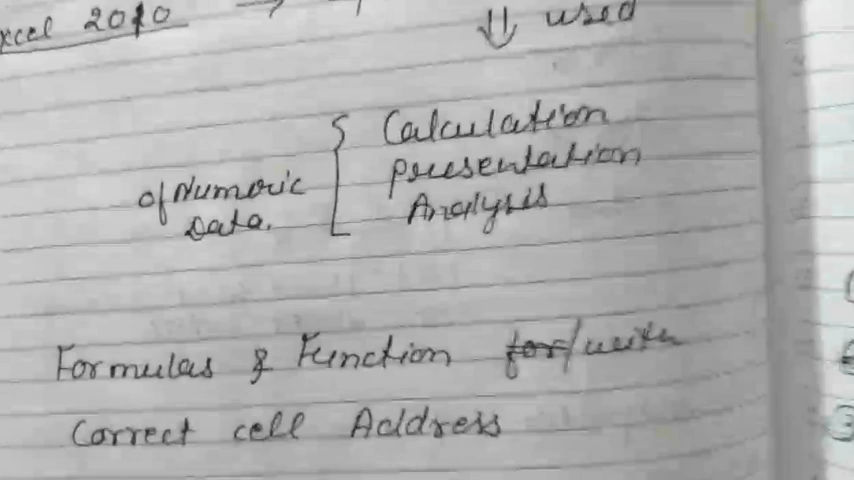 xcel 2010 →
⇓ used
Calculation
Presentation
of Numeric
Analysis
Data.
Formulas & Function for/with
Correct cell Address